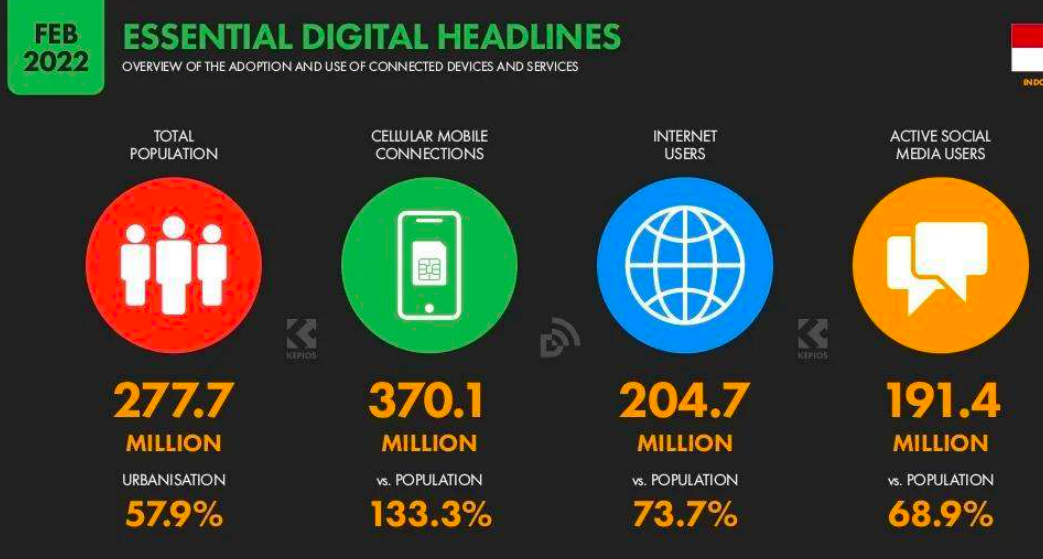 FEB
2022
ESSENTIAL DIGITAL HEADLINES
OVERVIEW OF THE ADOPTION AND USE OF CONNECTED DEVICES AND SERVICES
TOTAL
POPULATION
277.7
MILLION
URBANISATION
57.9%
KEPIOS
CELLULAR MOBILE
CONNECTIONS
370.1
MILLION
vs. POPULATION
133.3%
INTERNET
USERS
204.7
MILLION
vs. POPULATION
73.7%
KEPIOS
ACTIVE SOCIAL
MEDIA USERS
191.4
MILLION
vs. POPULATION
68.9%